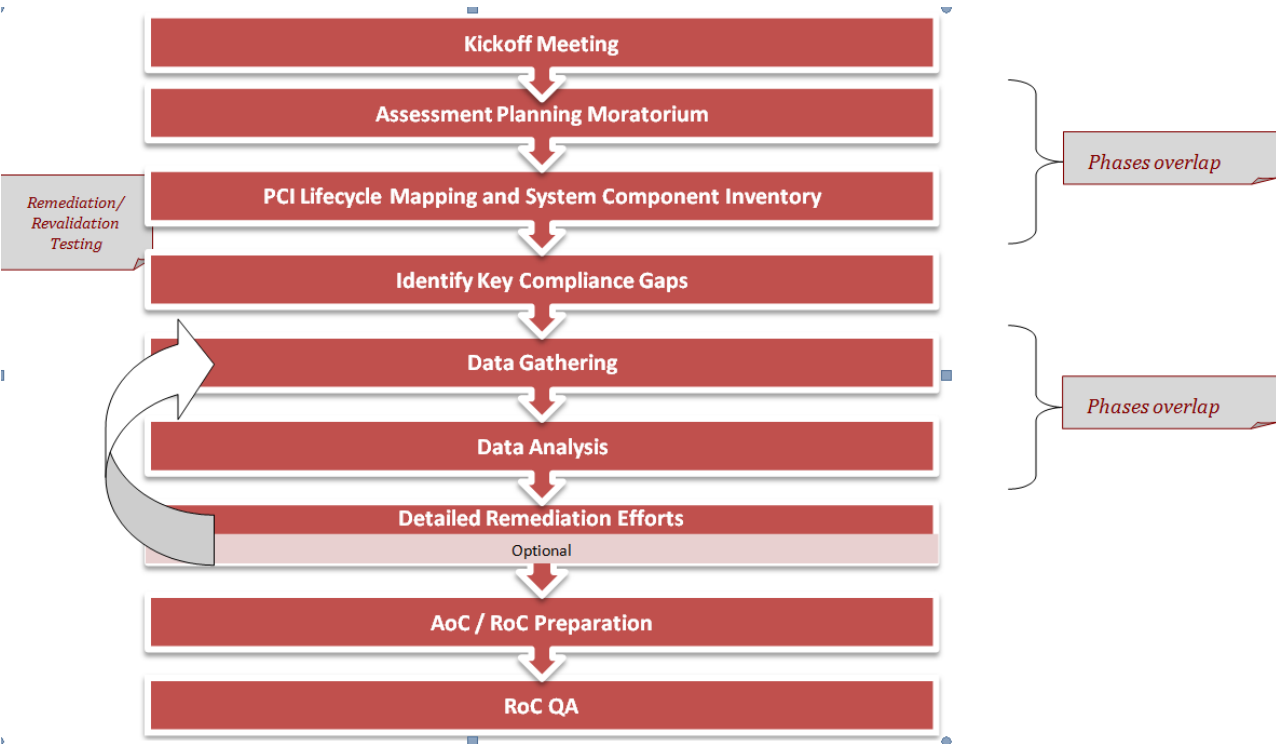 Kickoff Meeting
Assessment Planning Moratorium
Phases overlap
PCI Lifecycle Mapping and System Component Inventory
Remediation/
Revalidation
Testing
Identify Key Compliance Gaps
Data Gathering
Phases overlap
Data Analysis
Detailed Remediation Efforts
Optional
AoC / RoC Preparation
RoC QA